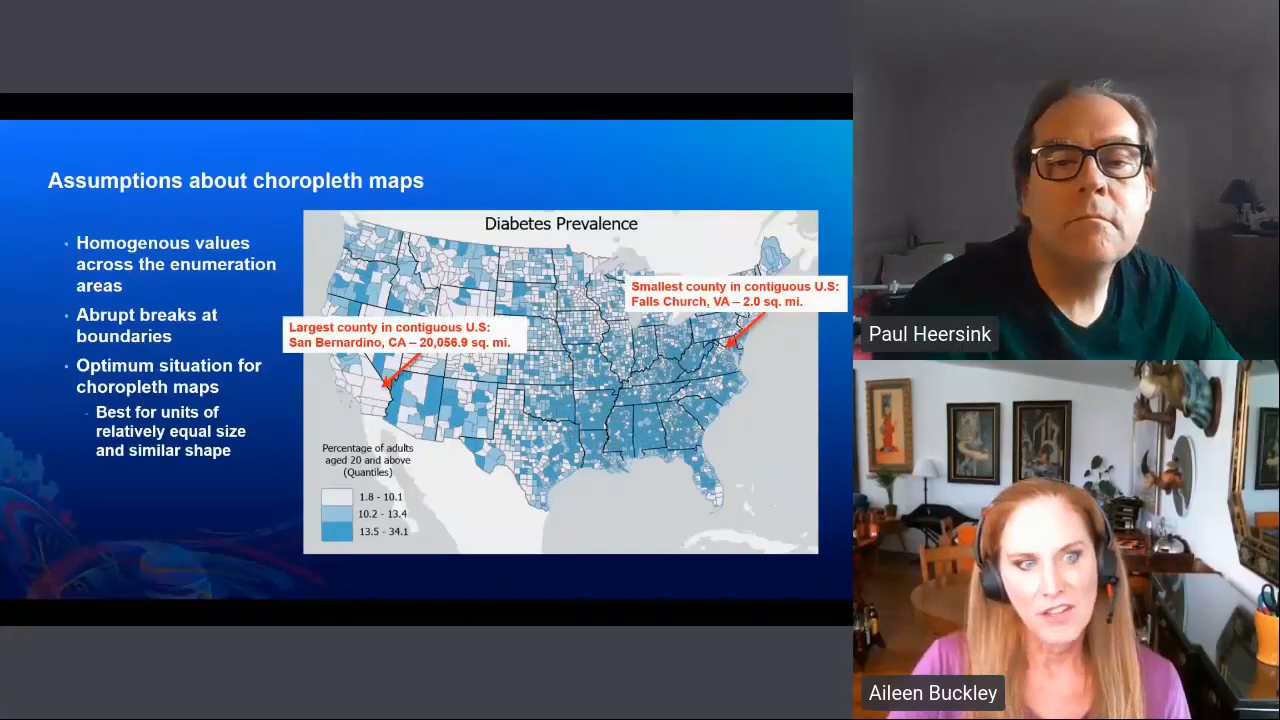 Assumptions about choropleth maps
Homogenous values
across the enumeration
areas
Abrupt breaks at
boundaries
Optimum situation for
choropleth maps
Best for units of
relatively equal size
and similar shape
Diabetes Prevalence
Smallest county in contiguous U.S:
Falls Church, VA – 2.0 sq. mi.
Largest county in contiguous U.S:
San Bernardino, CA – 20,056.9 sq. mi.
Percentage of adults
aged 20 and above
(Quantiles)
1.8 - 10.1
10.2 - 13.4
13.5 - 34.1
Paul Heersink
Aileen Buckley